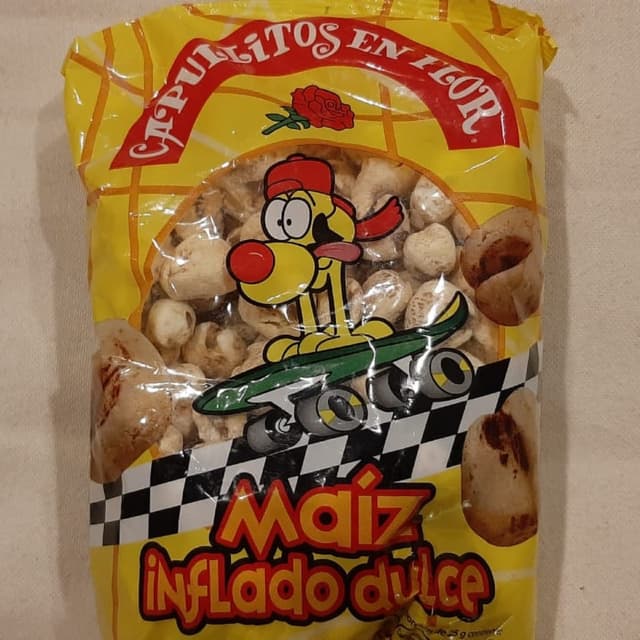 CAPULLITOS EN FLOR
Maíz
inflado dulce